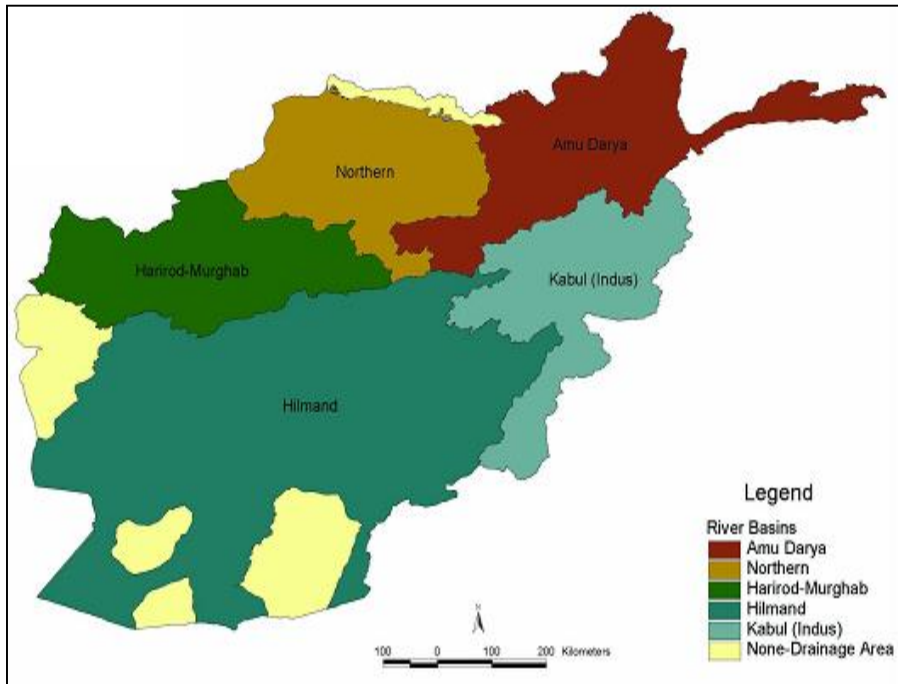 Amu Darya
Northern
Harirod-Murghab
Kabul (Indus)
Hilmand
Legend
River Basins
Amu Darya
Northern
Harirod-Murghab
Hilmand
Kabul (Indus)
None-Drainage Area
N
100 0 100 200 Kilometers